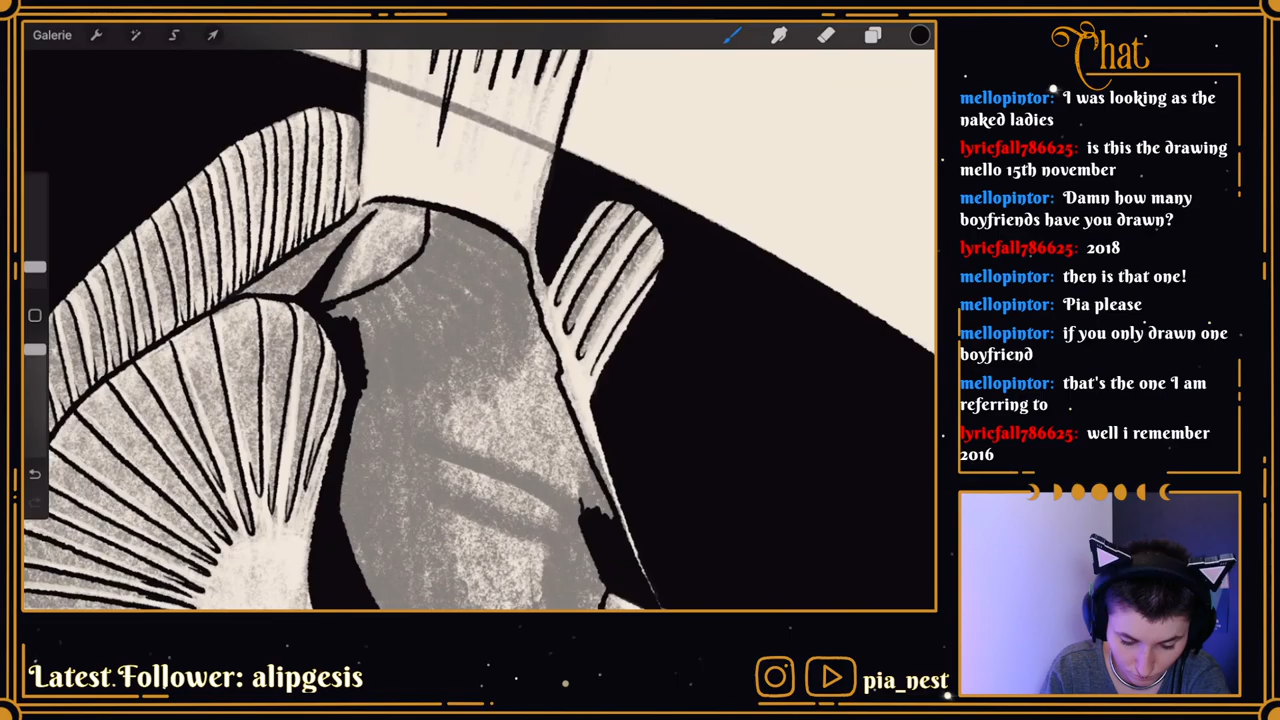 Galerie
Chat
mellopintor: I was looking as the
naked ladies
lyricfall786625: is this the drawing
mello 15th november
mellopintor: Damn how many
boyfriends have you drawn?
lyricfall786625: 2018
mellopintor: then is that one!
mellopintor: Pia please
mellopintor: if you only drawn one
boyfriend
mellopintor: that's the one I am
referring to
lyricfall786625: well i remember
2016
Latest Follower: alipgesis
pia_nest